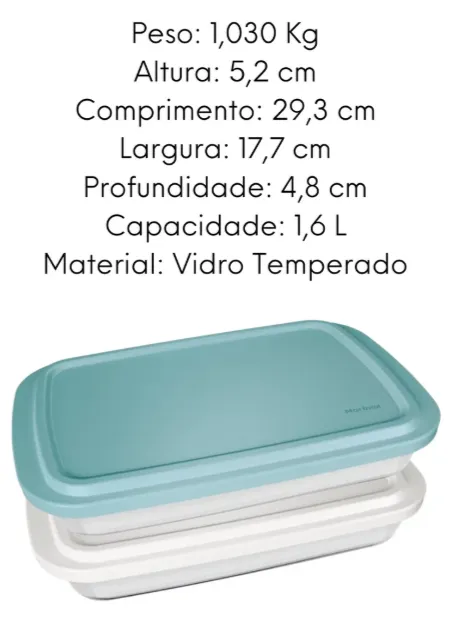 Peso: 1,030 Kg
Altura: 5,2 cm
Comprimento: 29,3 cm
Largura: 17,7 cm
Profundidade: 4,8 cm
Capacidade: 1,6 L
Material: Vidro Temperado